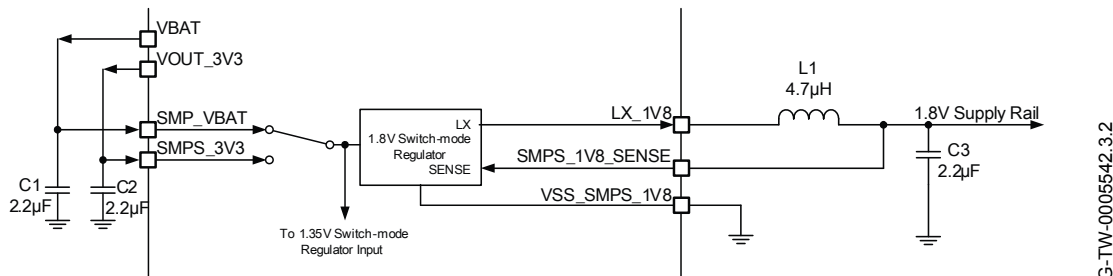 VBAT
VOUT_3V3
SMP_VBAT
SMPS_3V3
C1
2.2µF
C2
2.2µF
To 1.35V Switch-mode
Regulator Input
LX
1.8V Switch-mode
Regulator
SENSE
LX_1V8
SMPS_1V8_SENSE
VSS_SMPS_1V8
L1
4.7µH
1.8V Supply Rail
C3
2.2µF
G-TW-0005542.3.2